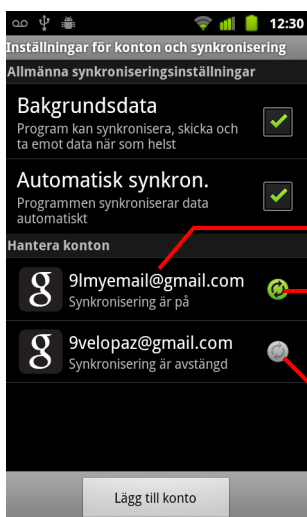 12:30
Inställningar för konton och synkronisering
Allmänna synkroniseringsinställningar
Bakgrundsdata
Program kan synkronisera, skicka och
ta emot data när som helst
Automatisk synkron.
Programmen synkroniserar data
automatiskt
Hantera konton
g 9lmyemail@gmail.com
Synkronisering är på
g 9velopaz@gmail.com
Synkronisering är avstängd
Lägg till konto